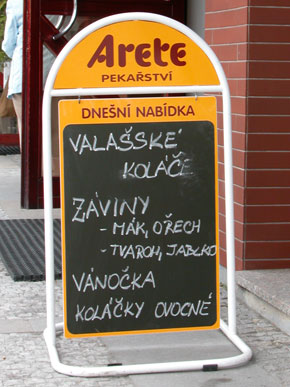 Arete
PEKAŘSTVÍ
DNEŠNÍ NABÍDKA
VALAŠSKÉ
KOLÁČE
ZÁVINY
- MÁK, OŘECH
- TVAROH, JABLKO
VÁNOČKA
KOLÁČKY OVOCNÉ